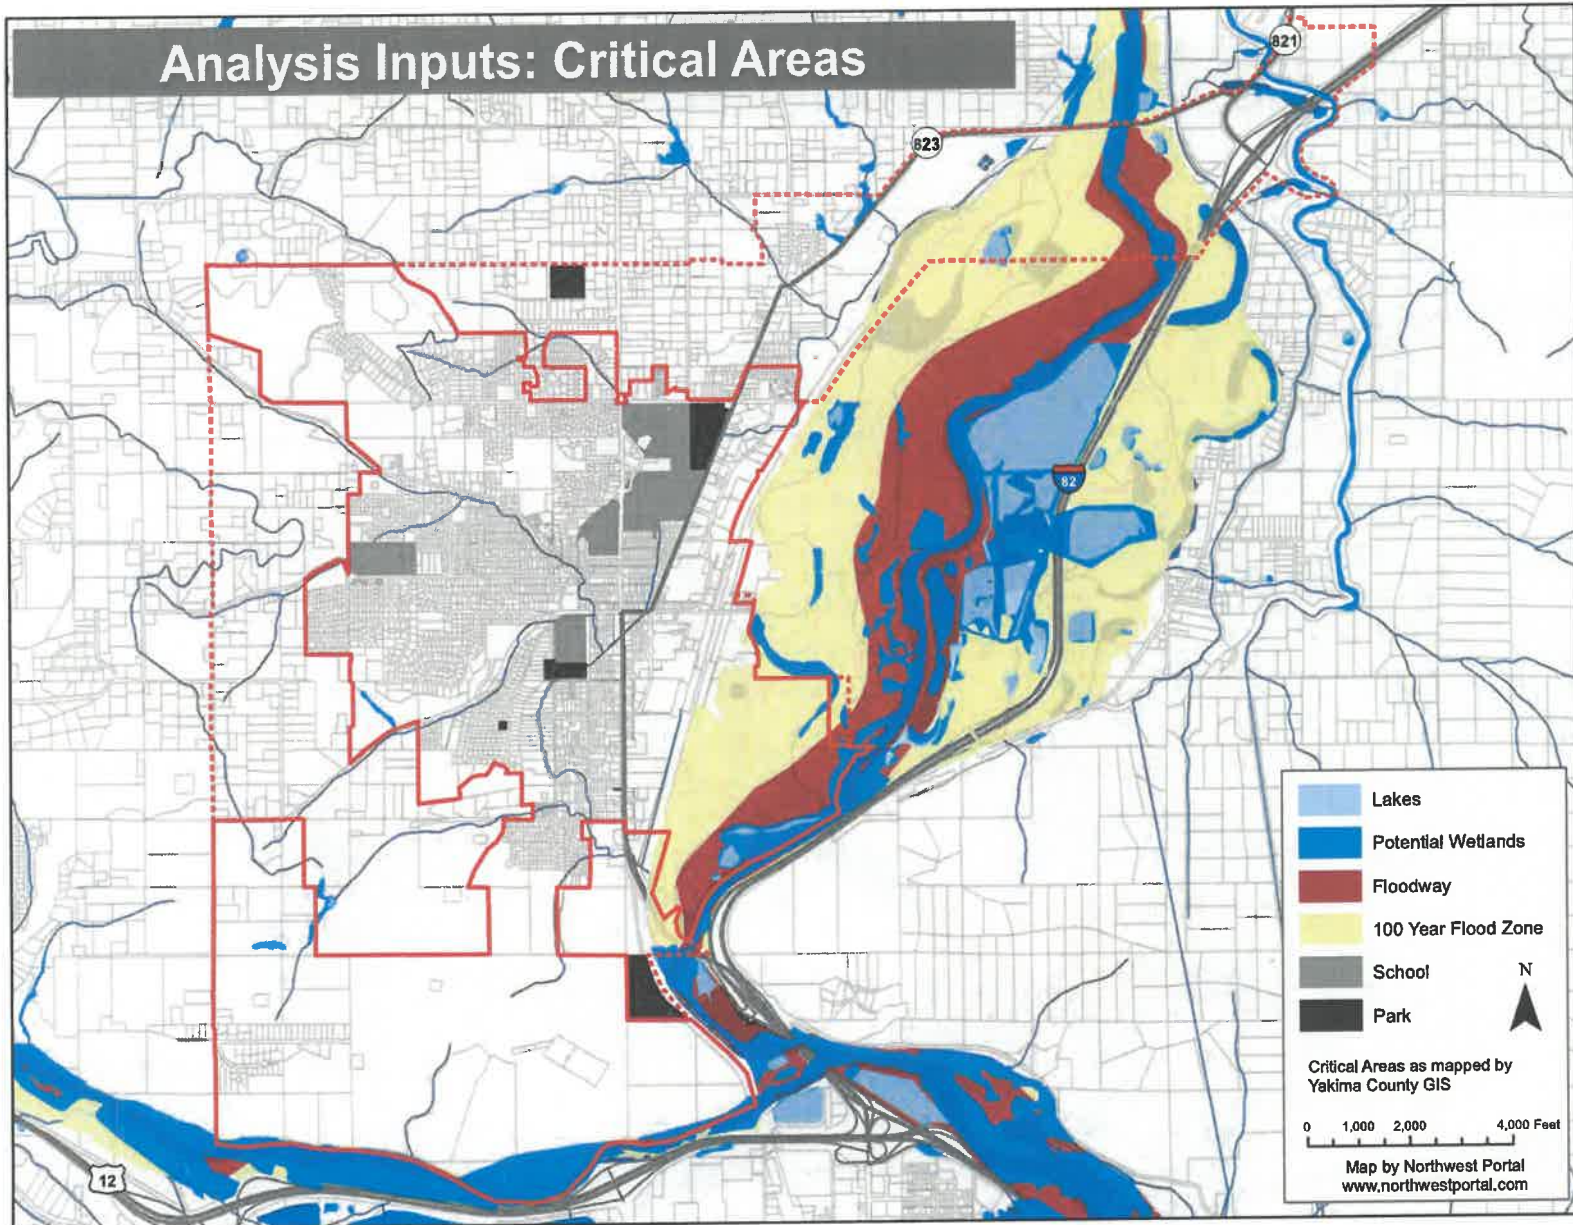 Analysis Inputs: Critical Areas
821
823
82
12
Lakes
Potential Wetlands
Floodway
100 Year Flood Zone
School
Park
N
Critical Areas as mapped by
Yakima County GIS
0 1,000 2,000 4,000 Feet
Map by Northwest Portal
www.northwestportal.com